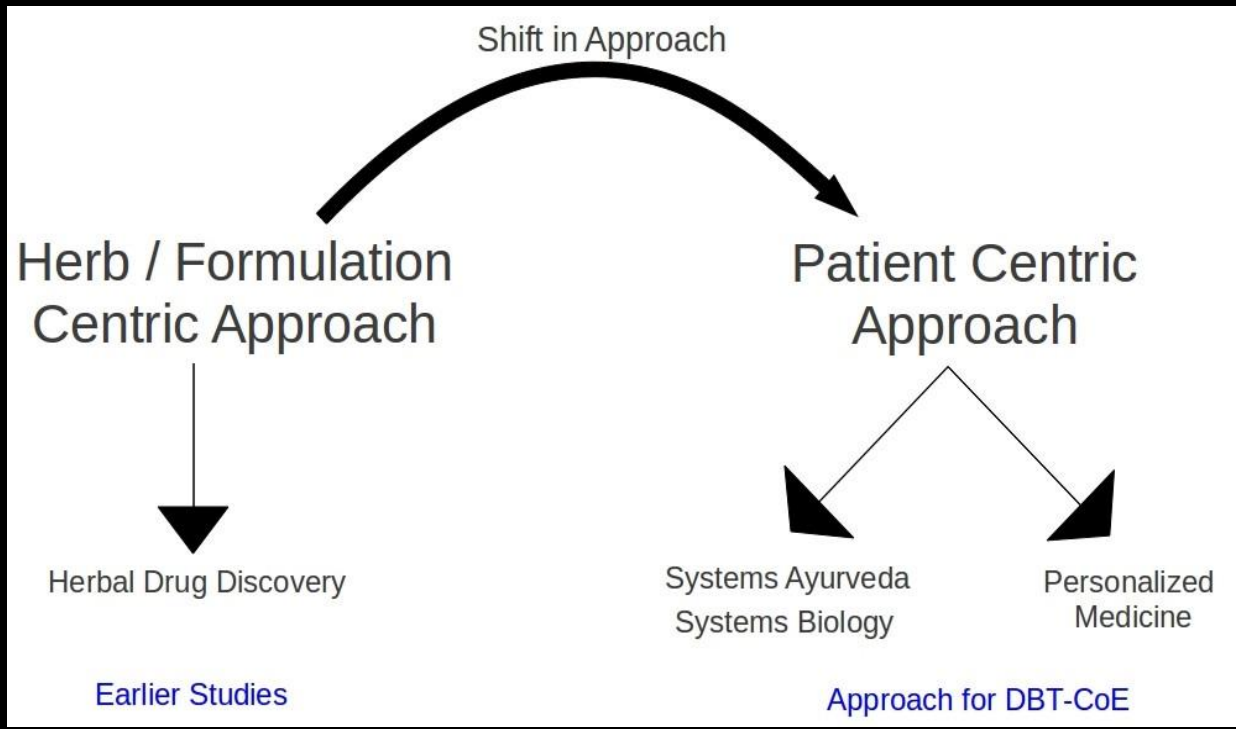 Shift in Approach
Herb / Formulation
Centric Approach
Patient Centric
Approach
Herbal Drug Discovery
Systems Ayurveda
Systems Biology
Personalized
Medicine
Earlier Studies
Approach for DBT-CoE